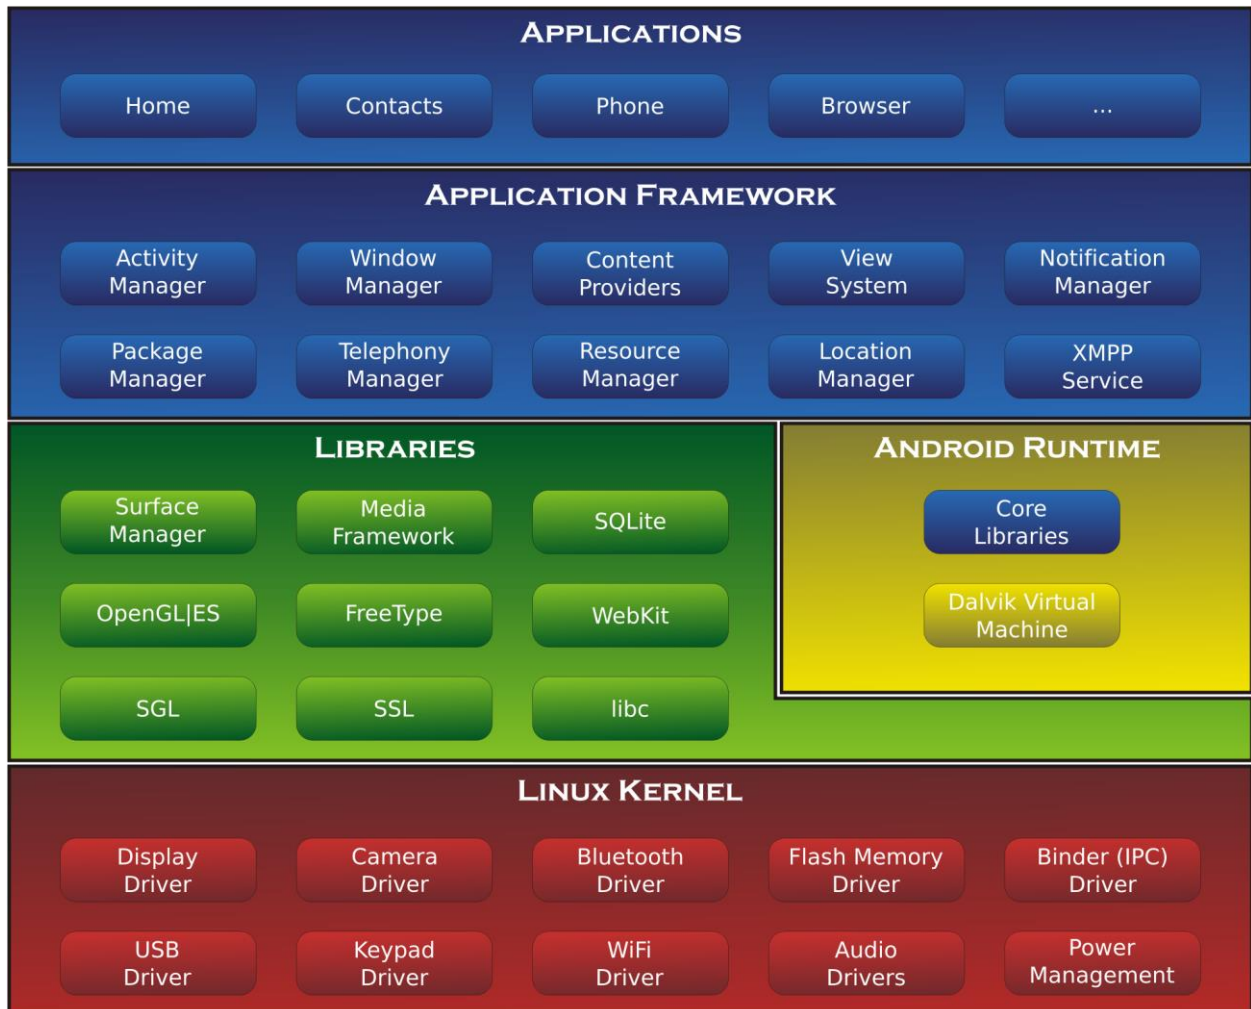 APPLICATIONS
Home
Contacts
Phone
Browser
...
APPLICATION FRAMEWORK
Activity
Manager
Window
Manager
Content
Providers
View
System
Notification
Manager
Package
Manager
Telephony
Manager
Resource
Manager
Location
Manager
XMPP
Service
LIBRARIES
Surface
Manager
Media
Framework
SQLite
OpenGL|ES
FreeType
WebKit
SGL
SSL
libc
ANDROID RUNTIME
Core
Libraries
Dalvik Virtual
Machine
LINUX KERNEL
Display
Driver
Camera
Driver
Bluetooth
Driver
Flash Memory
Driver
Binder (IPC)
Driver
USB
Driver
Keypad
Driver
WiFi
Driver
Audio
Drivers
Power
Management